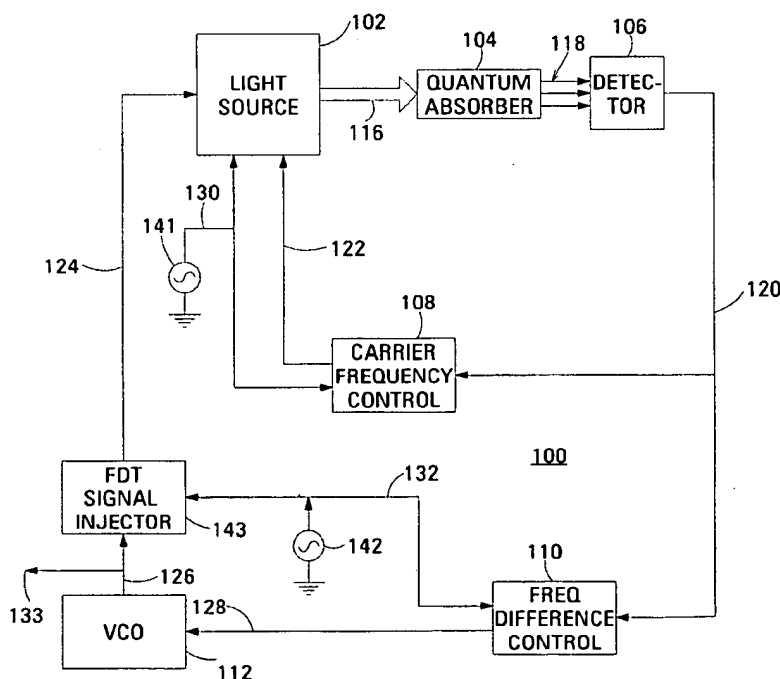 102
LIGHT
SOURCE
116
104
QUANTUM
ABSORBER
118
106
DETEC-
TOR
130
141
122
124
120
108
CARRIER
FREQUENCY
CONTROL
100
FDT
SIGNAL
INJECTOR
143
132
142
133
126
VCO
112
128
110
FREQ
DIFFERENCE
CONTROL